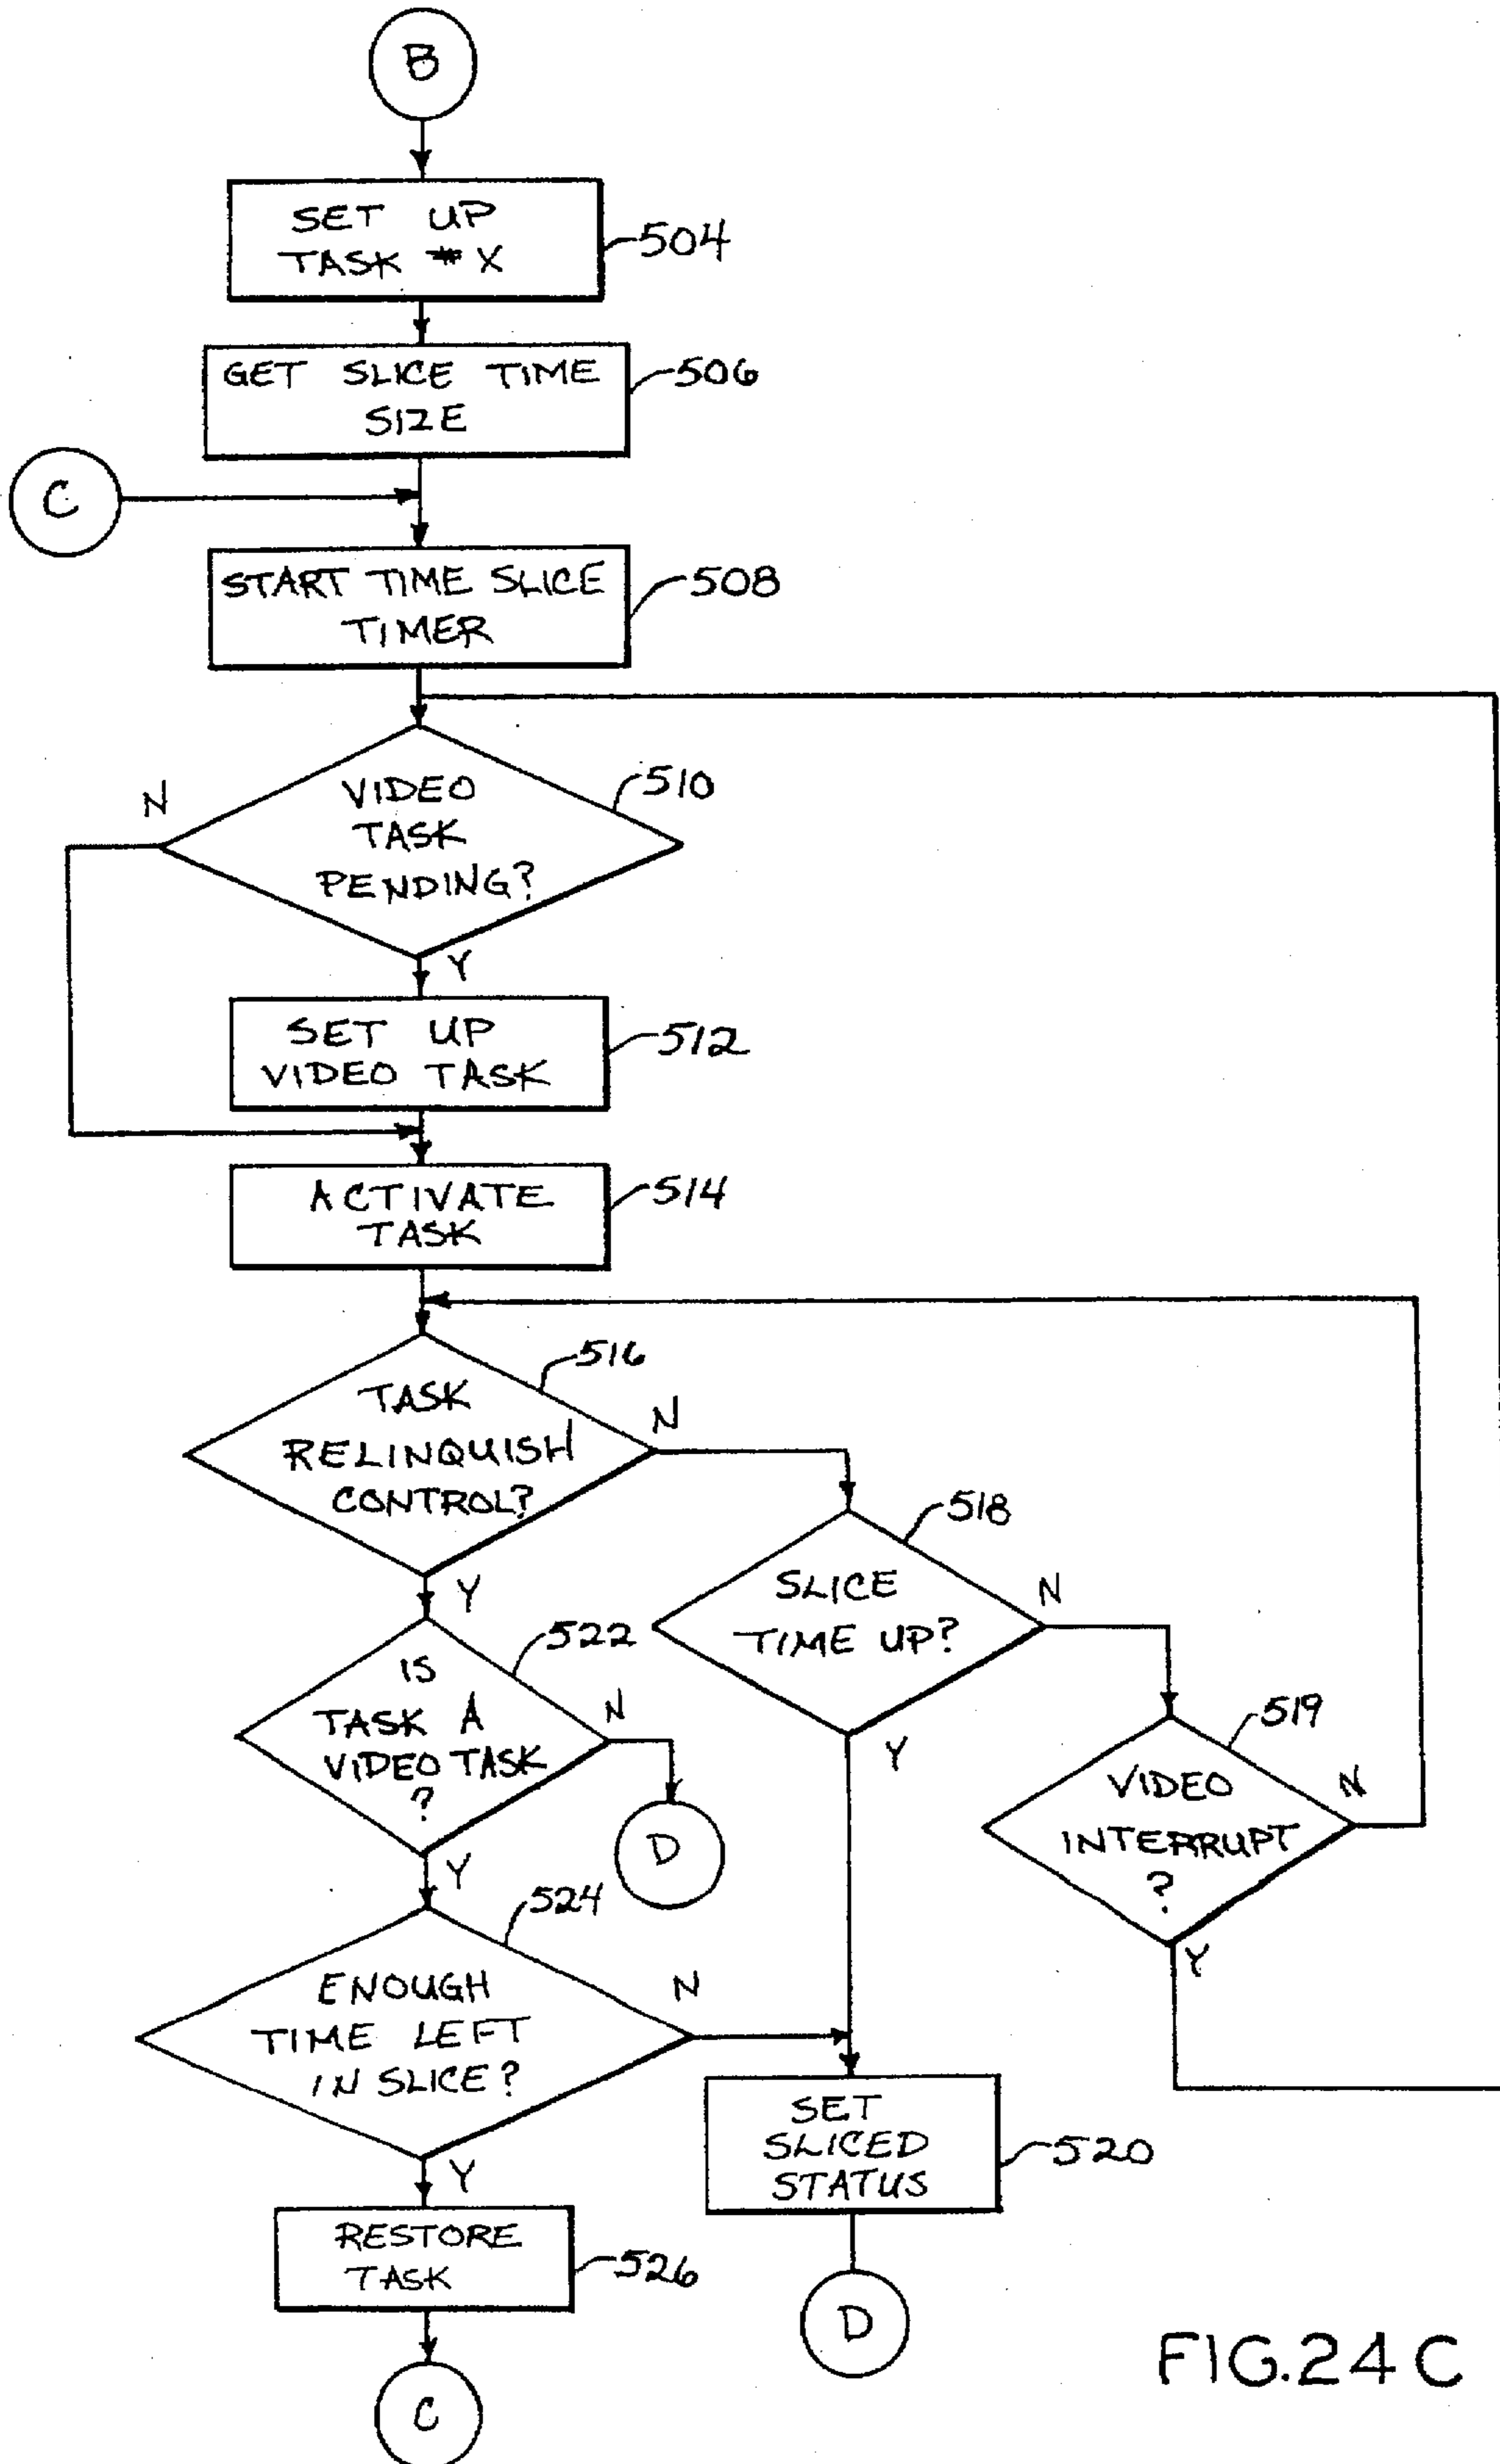 B
SET UP
TASK #X
504
GET SLICE TIME
SIZE
506
C
START TIME SLICE
TIMER
508
VIDEO
TASK
PENDING?
510
N
Y
SET UP
VIDEO TASK
512
ACTIVATE
TASK
514
TASK
RELINQUISH
CONTROL?
516
N
Y
SLICE
TIME UP?
518
N
Y
IS
TASK A
VIDEO TASK
?
522
N
Y
D
VIDEO
INTERRUPT
?
519
N
Y
ENOUGH
TIME LEFT
IN SLICE?
524
N
Y
SET
SLICED
STATUS
520
RESTORE
TASK
526
D
C
FIG.24C